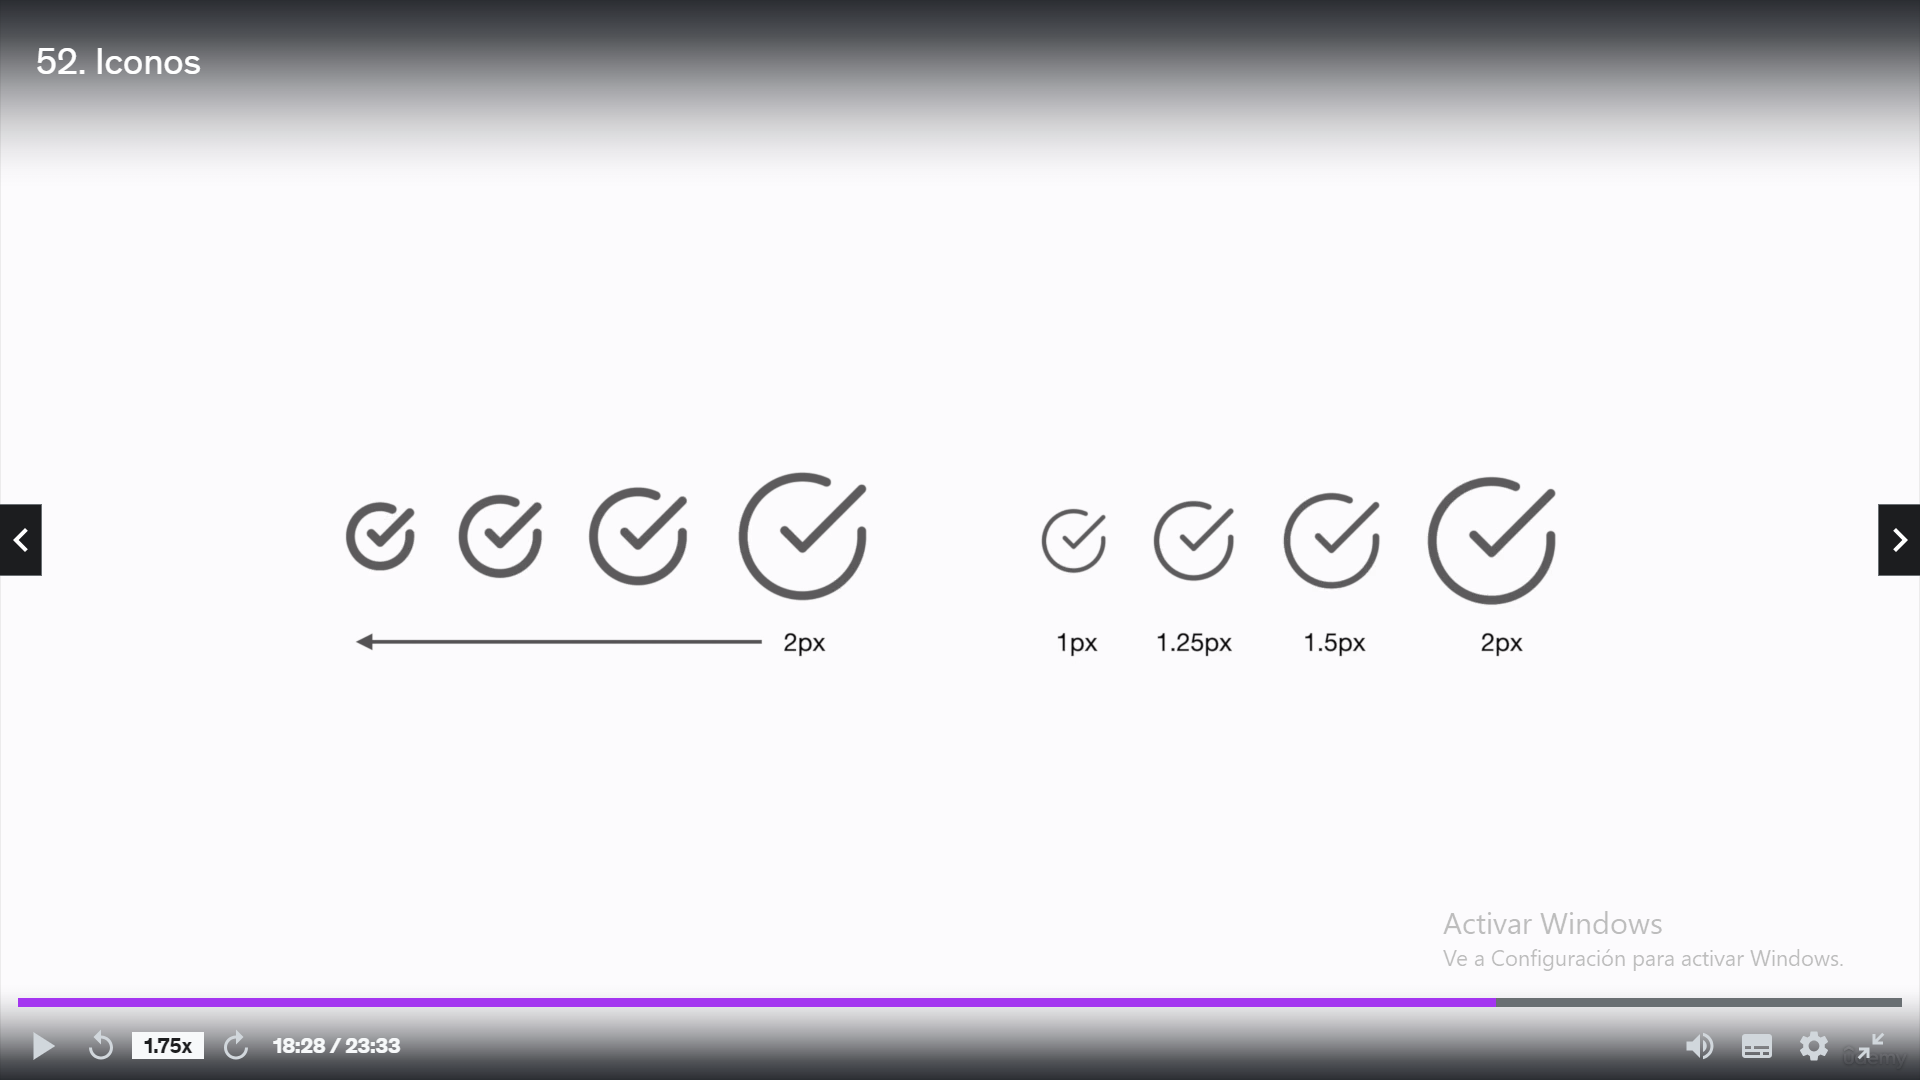 52. Iconos
2px
1px 1.25px 1.5px 2px
Activar Windows
Ve a Configuración para activar Windows.
1.75x 18:28 / 23:33
ûdemy